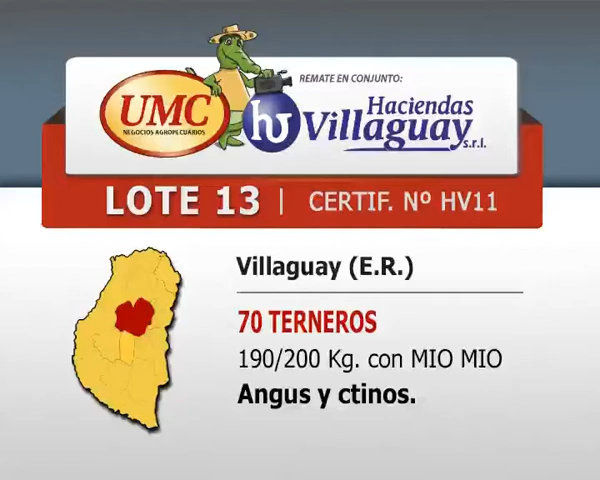 UMC
NEGOCIOS AGROPECUARIOS
REMATE EN CONJUNTO:
hv
Haciendas
Villaguay
s.r.l.
LOTE 13 | CERTIF. Nº HV11
Villaguay (E.R.)
70 TERNEROS
190/200 Kg. con MIO MIO
Angus y ctinos.